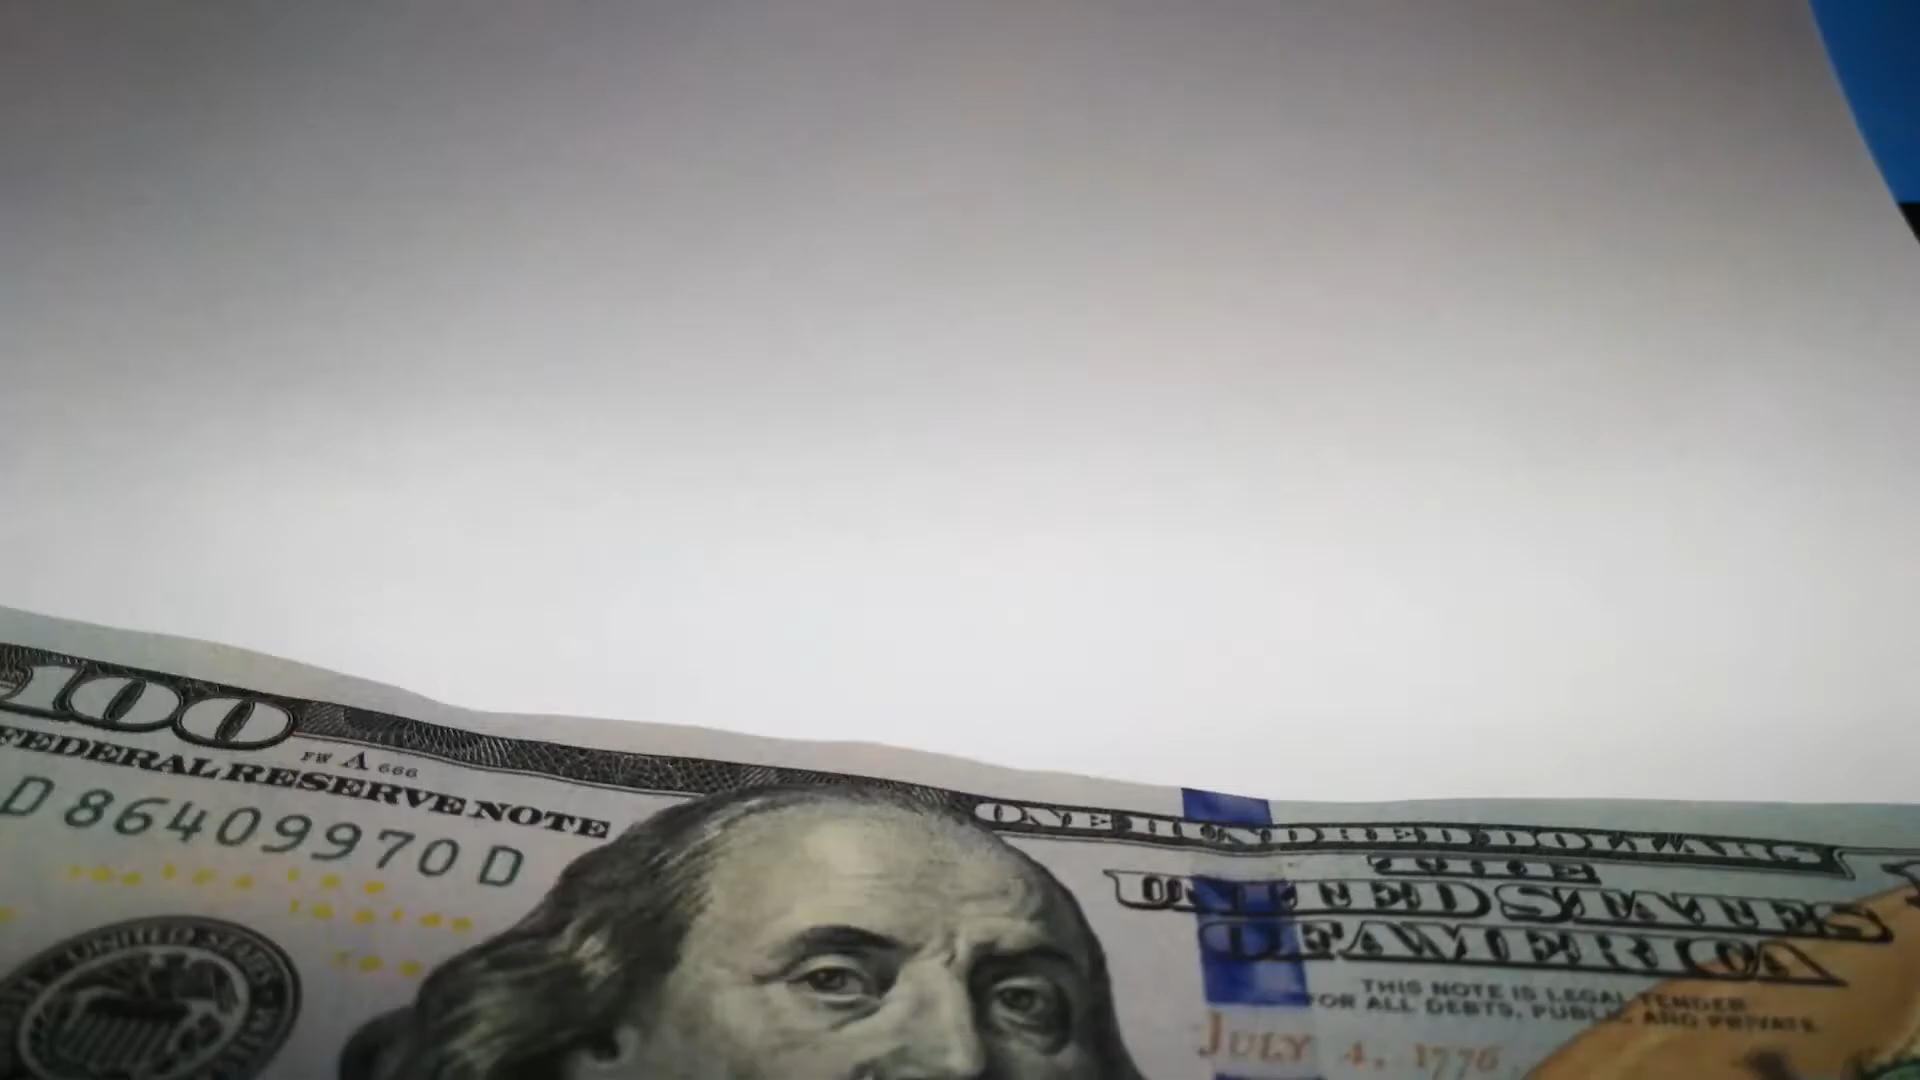 100
FW A 666
FEDERAL RESERVE NOTE
D 86409970 D
ONE HUNDRED DOLLARS
THE
UNITED STATES
OF AMERICA
THIS NOTE IS LEGAL TENDER
FOR ALL DEBTS, PUBLIC AND PRIVATE
JULY 4, 1776